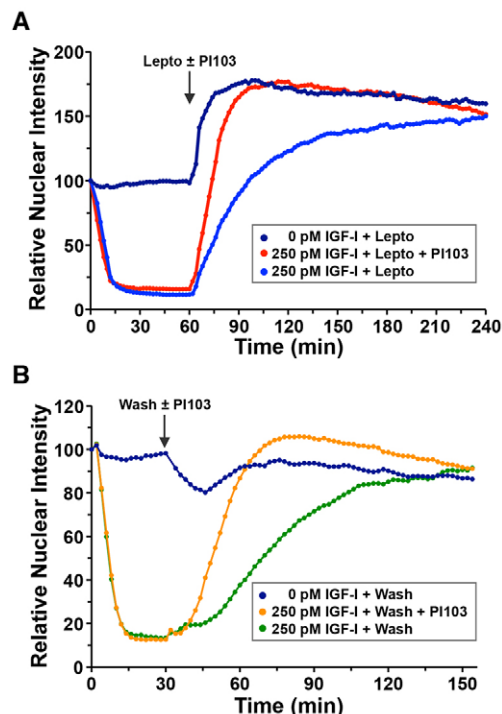 A
Lepto ± PI103
Relative Nuclear Intensity
200
150
100
50
0
0 pM IGF-I + Lepto
250 pM IGF-I + Lepto + PI103
250 pM IGF-I + Lepto
0 30 60 90 120 150 180 210 240
Time (min)
B
Wash ± PI103
Relative Nuclear Intensity
120
100
80
60
40
20
0
0 pM IGF-I + Wash
250 pM IGF-I + Wash + PI103
250 pM IGF-I + Wash
0 30 60 90 120 150
Time (min)